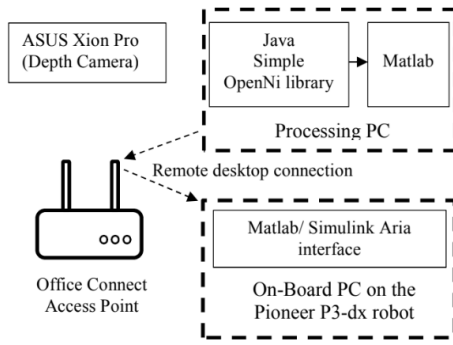 ASUS Xion Pro
(Depth Camera)
Java
Simple
OpenNi library
Matlab
Processing PC
Remote desktop connection
Office Connect
Access Point
Matlab/ Simulink Aria
interface
On-Board PC on the
Pioneer P3-dx robot